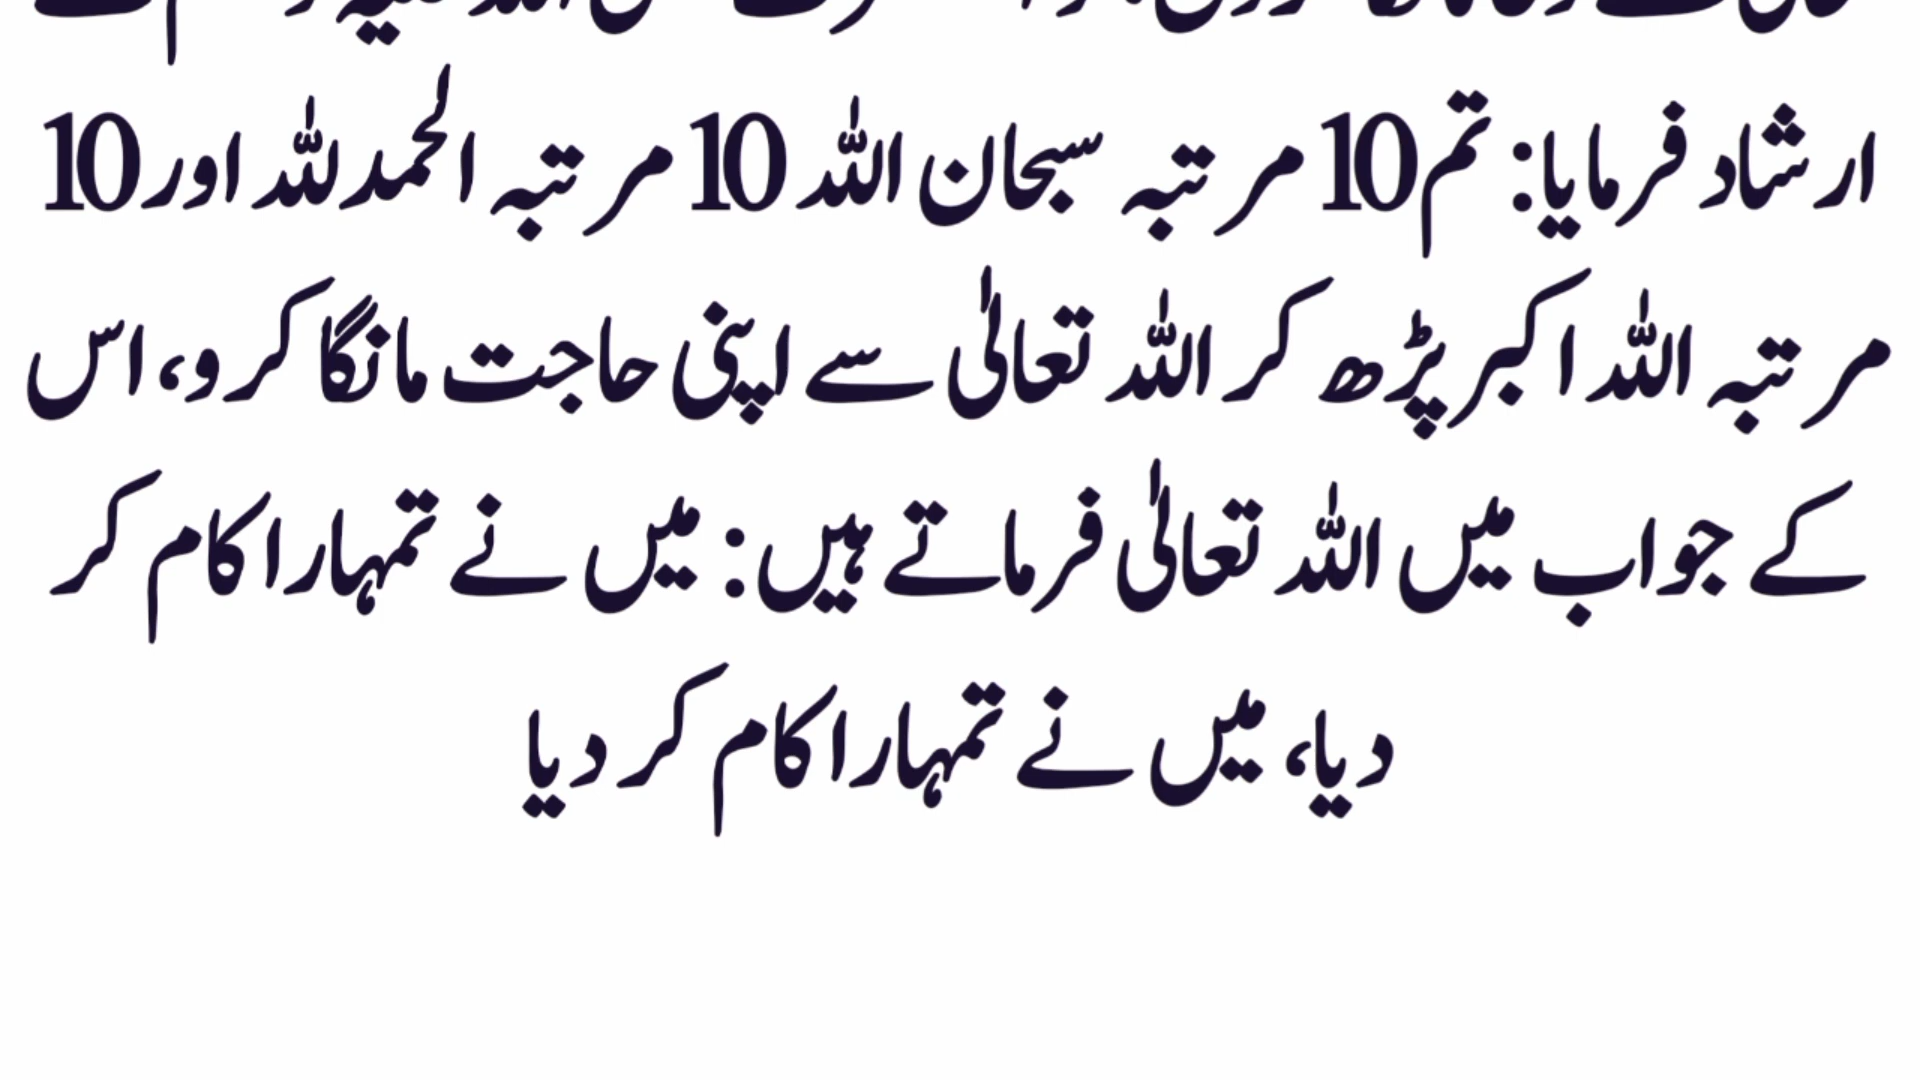 ارشاد فرمایا: تم 10 مرتبہ سبحان اللہ 10 مرتبہ الحمدللہ اور 10
مرتبہ اللہ اکبر پڑھ کر اللہ تعالیٰ سے اپنی حاجت مانگا کرو، اس
کے جواب میں اللہ تعالیٰ فرماتے ہیں: میں نے تمہارا کام کر
دیا، میں نے تمہارا کام کر دیا